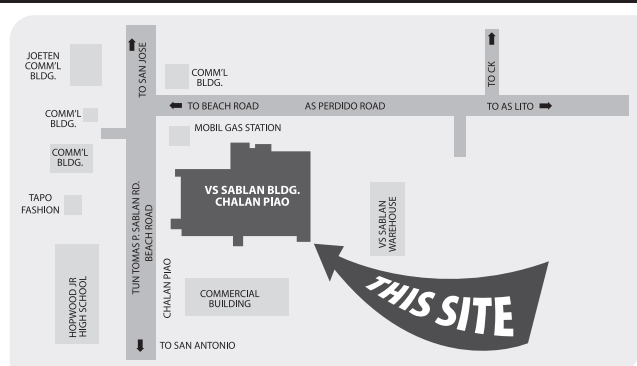 JOETEN
COMM'L
BLDG.
TO SAN JOSE
COMM'L
BLDG.
TO CK
TO BEACH ROAD
AS PERDIDO ROAD
TO AS LITO
COMM'L
BLDG.
MOBIL GAS STATION
COMM'L
BLDG.
VS SABLAN BLDG.
CHALAN PIAO
TAPO
FASHION
TUN TOMAS P. SABLAN RD.
BEACH ROAD
VS SABLAN
WAREHOUSE
HOPWOOD JR
HIGH SCHOOL
CHALAN PIAO
COMMERCIAL
BUILDING
THIS SITE
TO SAN ANTONIO